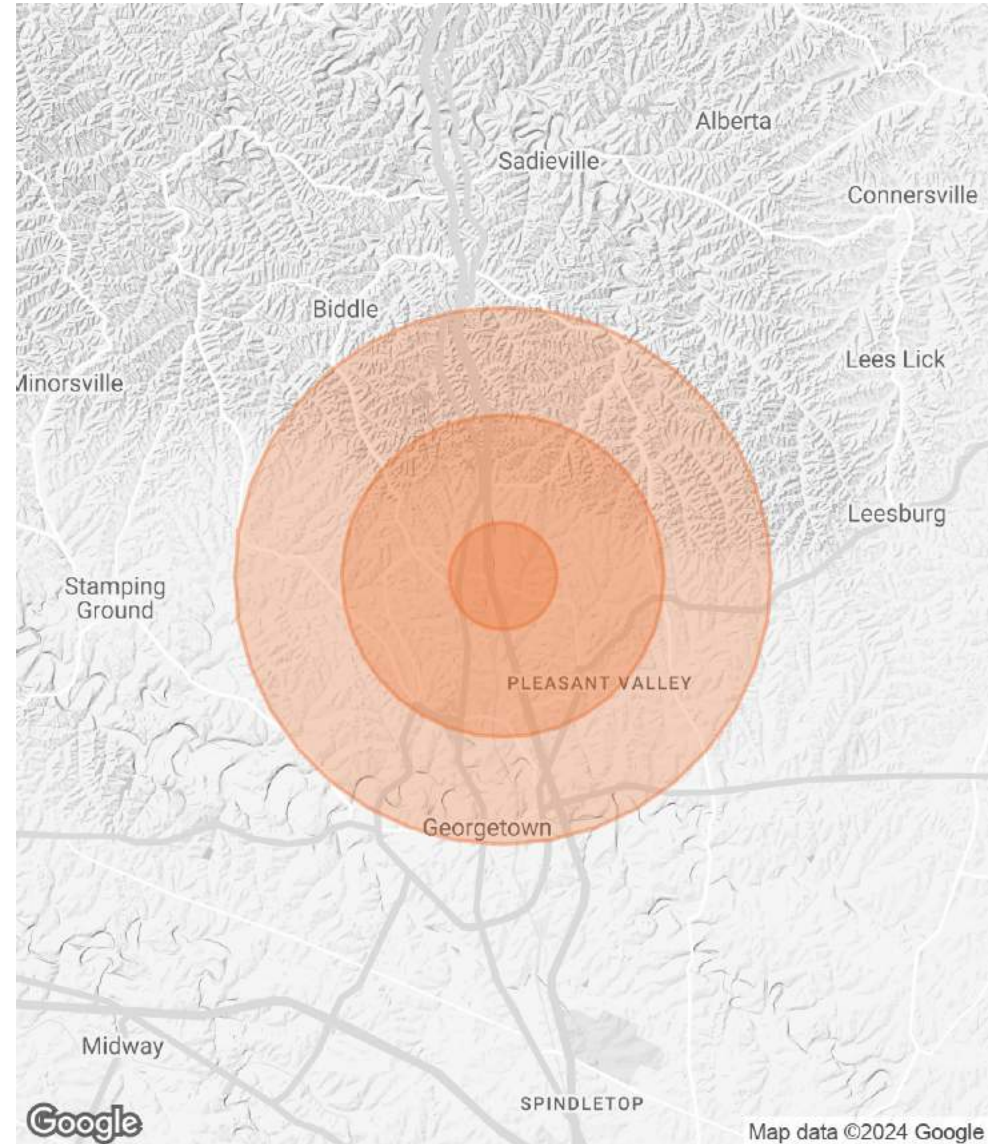 Alberta
Sadieville
Connersville
Biddle
Lees Lick
Minorsville
Leesburg
Stamping
Ground
PLEASANT VALLEY
Georgetown
Midway
SPINDLETOP
Google
Map data ©2024 Google